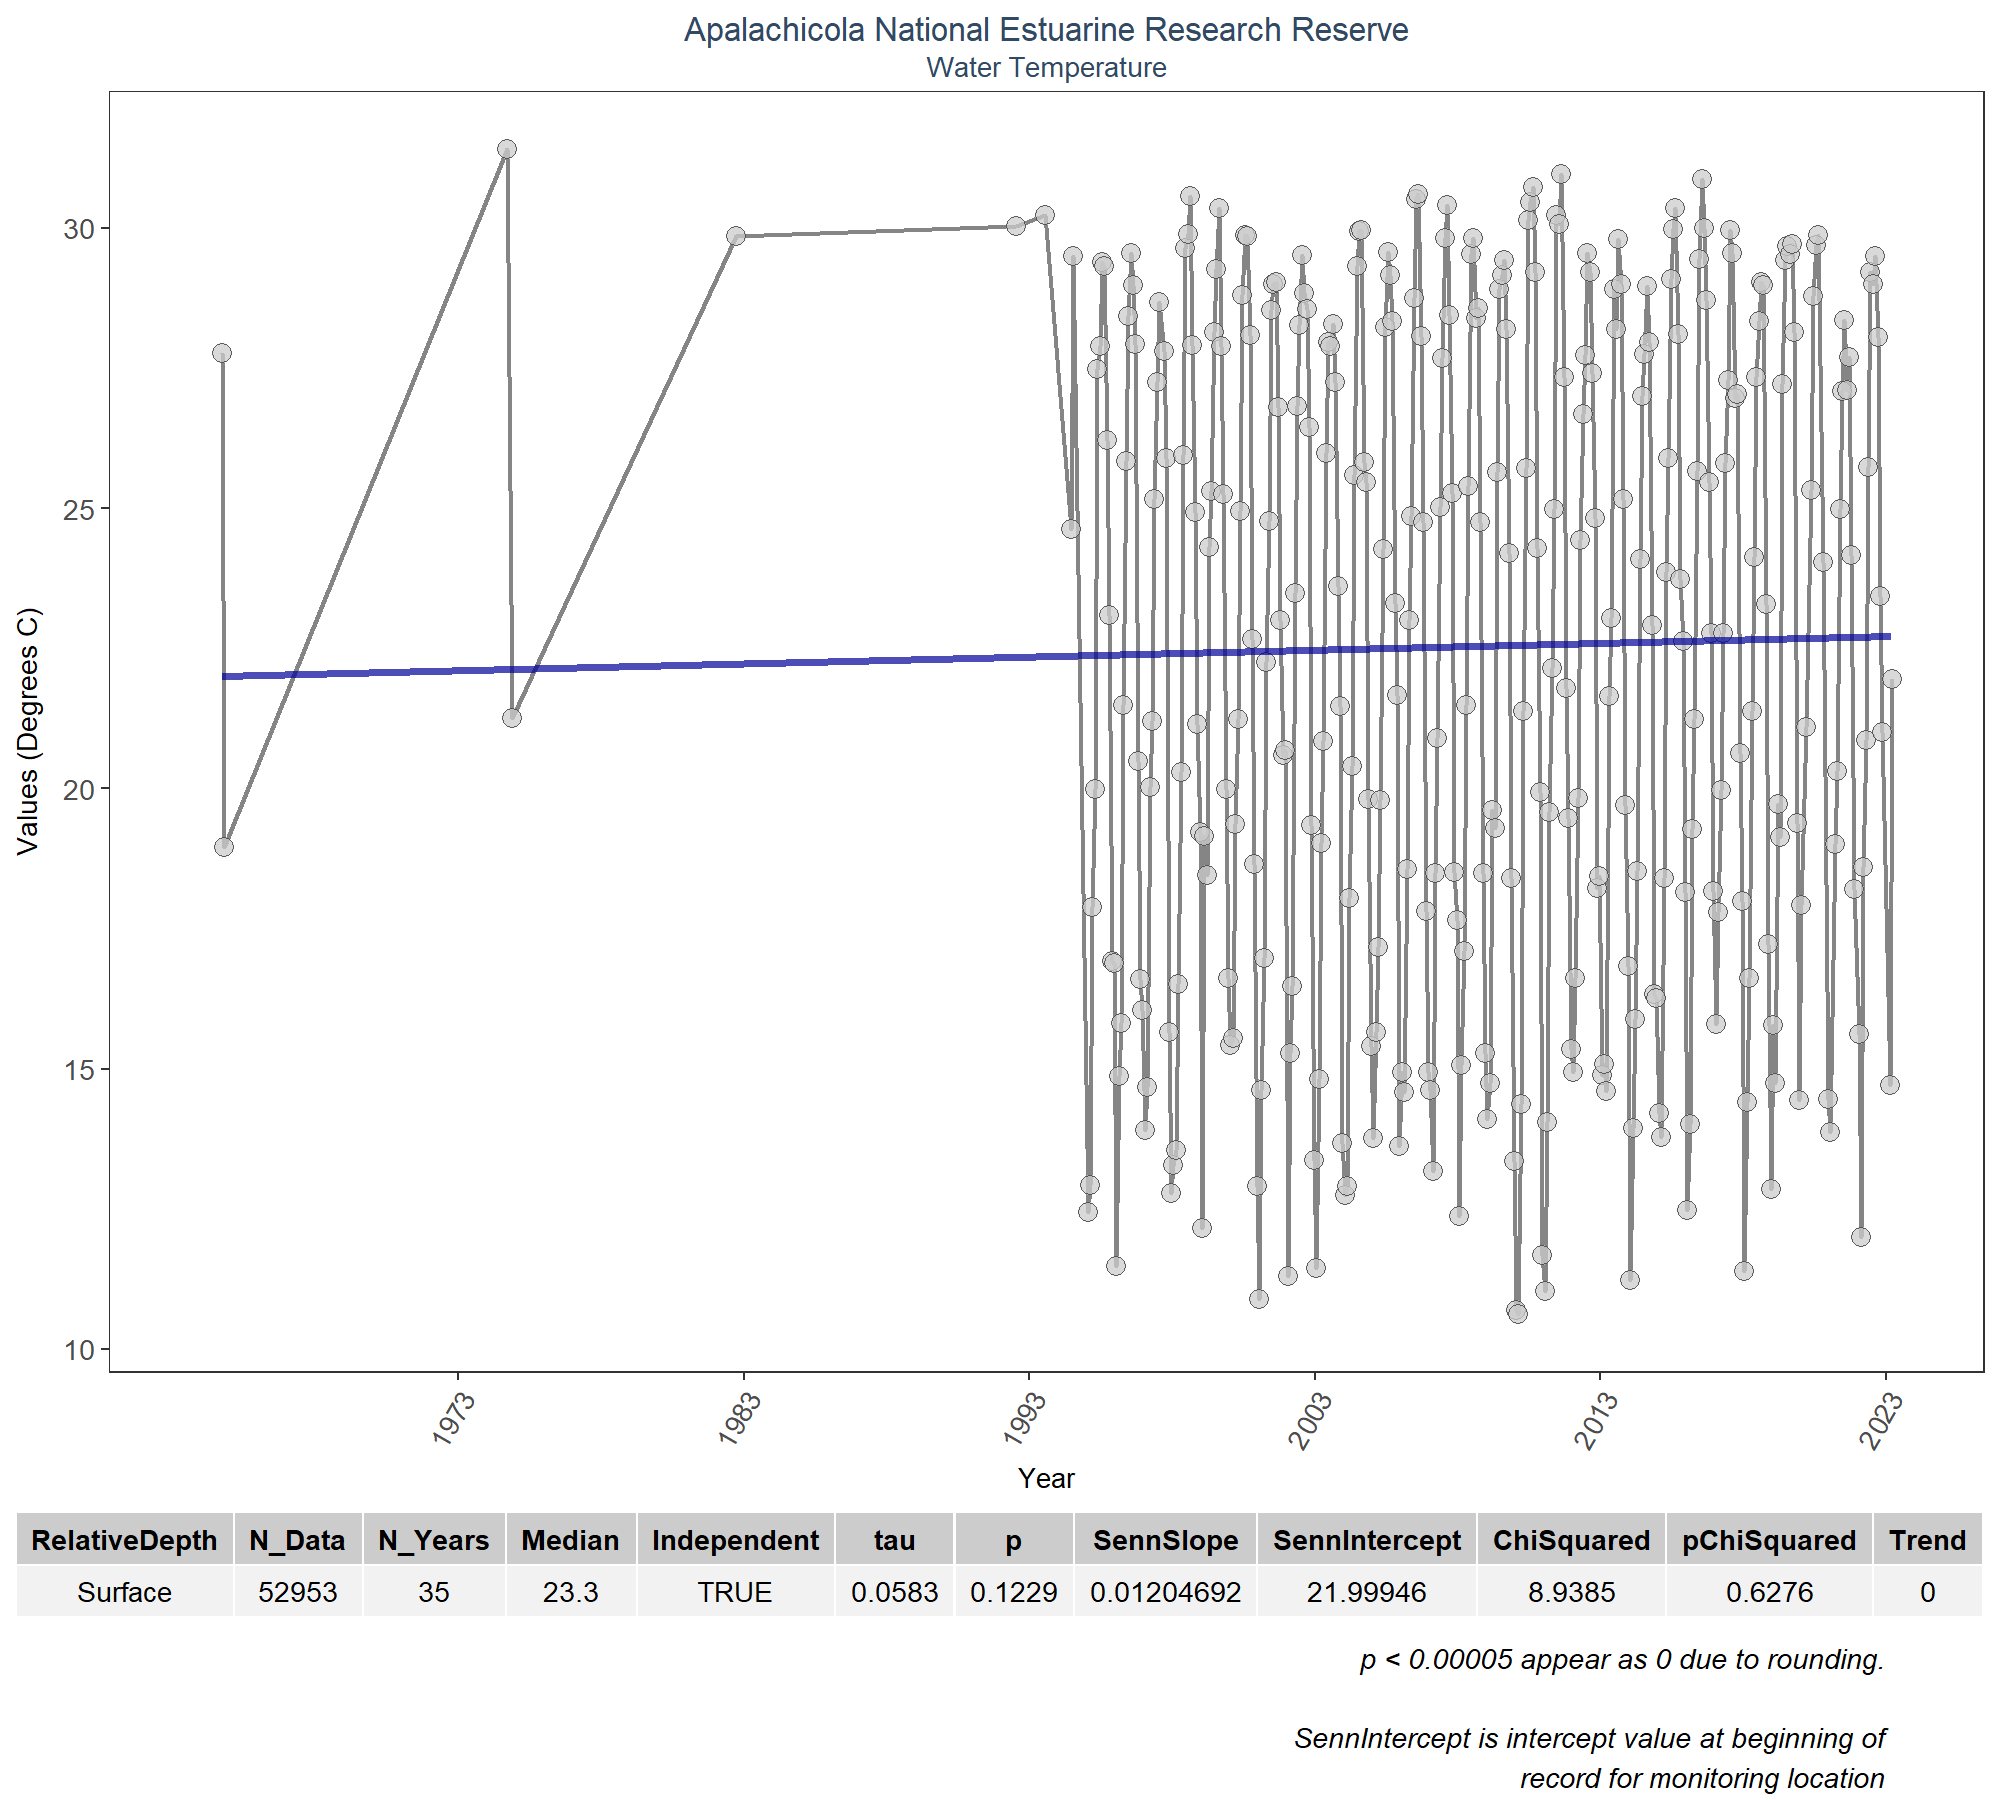 Apalachicola National Estuarine Research Reserve
Water Temperature
Values (Degrees C)
30
25
20
15
10
1973
1983
1993
2003
2013
2023
Year
RelativeDepth N_Data N_Years Median Independent tau p SennSlope SennIntercept ChiSquared pChiSquared Trend
Surface 52953 35 23.3 TRUE 0.0583 0.1229 0.01204692 21.99946 8.9385 0.6276 0
p < 0.00005 appear as 0 due to rounding.
SennIntercept is intercept value at beginning of
record for monitoring location